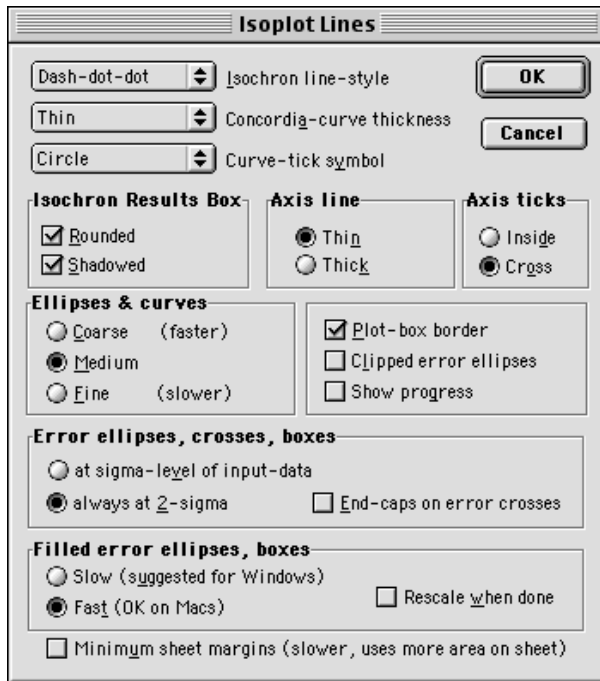 Isoplot Lines
Dash-dot-dot Isochron line-style OK
Thin Concordia-curve thickness
Cancel
Circle Curve-tick symbol
Isochron Results Box Axis line Axis ticks
Rounded Thin Inside
Shadowed Thick Cross
Ellipses & curves
Coarse (faster) Plot-box border
Medium Clipped error ellipses
Fine (slower) Show progress
Error ellipses, crosses, boxes
at sigma-level of input-data
always at 2-sigma End-caps on error crosses
Filled error ellipses, boxes
Slow (suggested for Windows)
Fast (OK on Macs) Rescale when done
Minimum sheet margins (slower, uses more area on sheet)